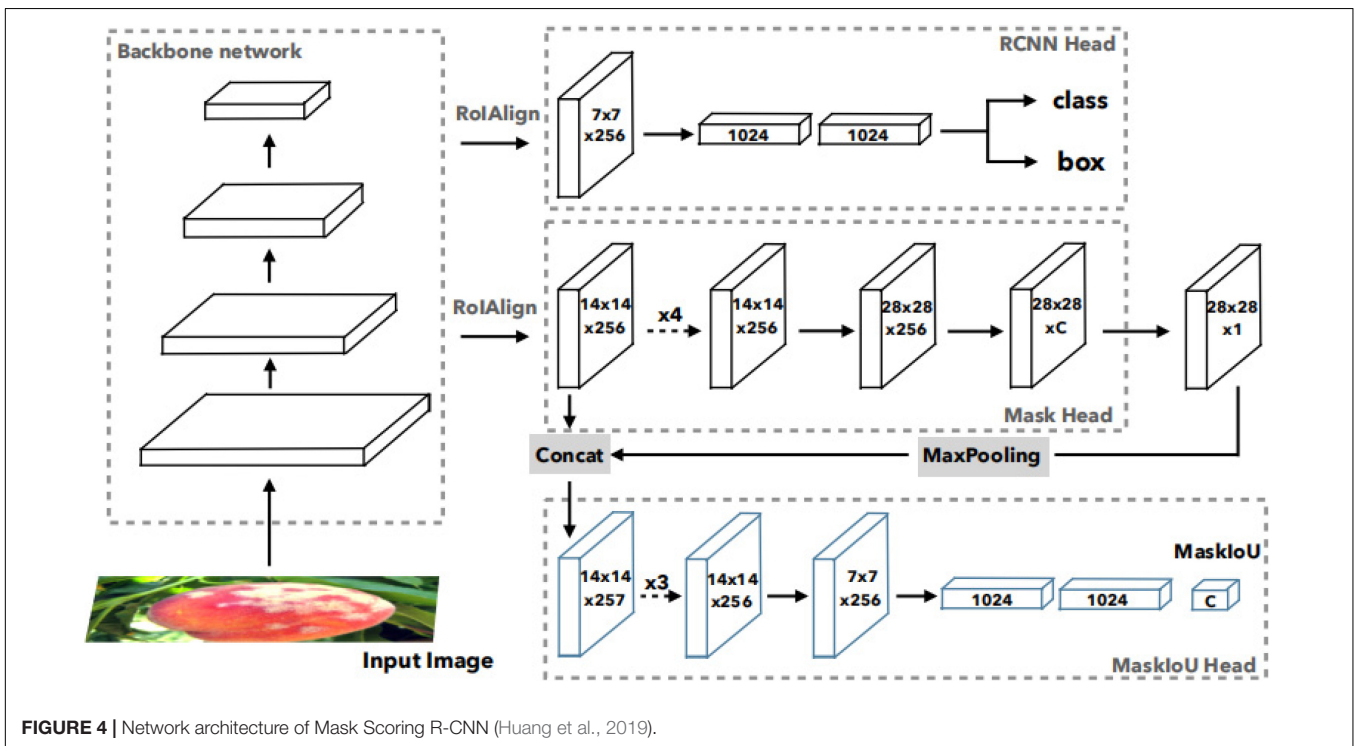 Backbone network
RCNN Head
RoIAlign
7x7
x256
1024
1024
class
box
RoIAlign
14x14
x256
x4
14x14
x256
28x28
x256
28x28
xC
28x28
x1
Mask Head
Concat
MaxPooling
14x14
x257
x3
14x14
x256
7x7
x256
1024
1024
MaskIoU
C
MaskIoU Head
Input Image
FIGURE 4 | Network architecture of Mask Scoring R-CNN (Huang et al., 2019).